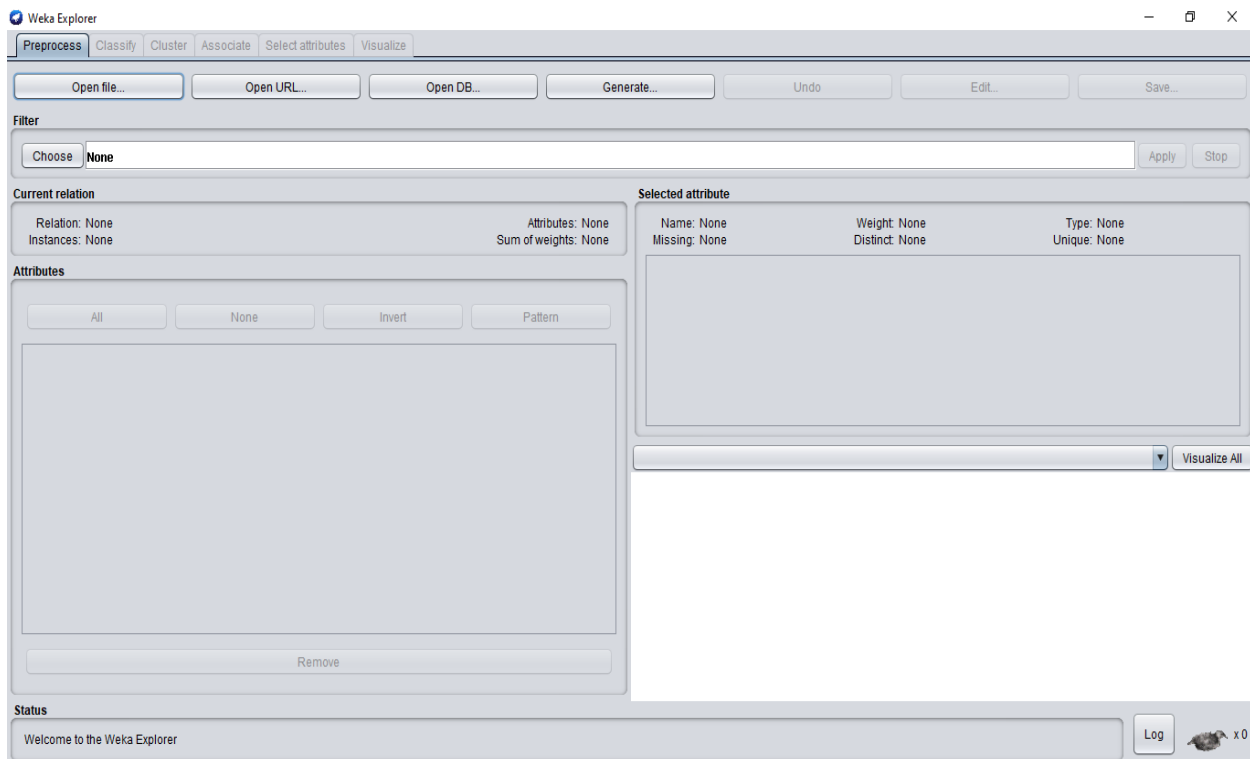 Weka Explorer
Preprocess Classify Cluster Associate Select attributes Visualize
Open file... Open URL... Open DB... Generate... Undo Edit... Save...
Filter
Choose None Apply Stop
Current relation
Relation: None Attributes: None
Instances: None Sum of weights: None
Selected attribute
Name: None Weight: None Type: None
Missing: None Distinct: None Unique: None
Attributes
All None Invert Pattern
Visualize All
Remove
Status
Welcome to the Weka Explorer
Log x 0